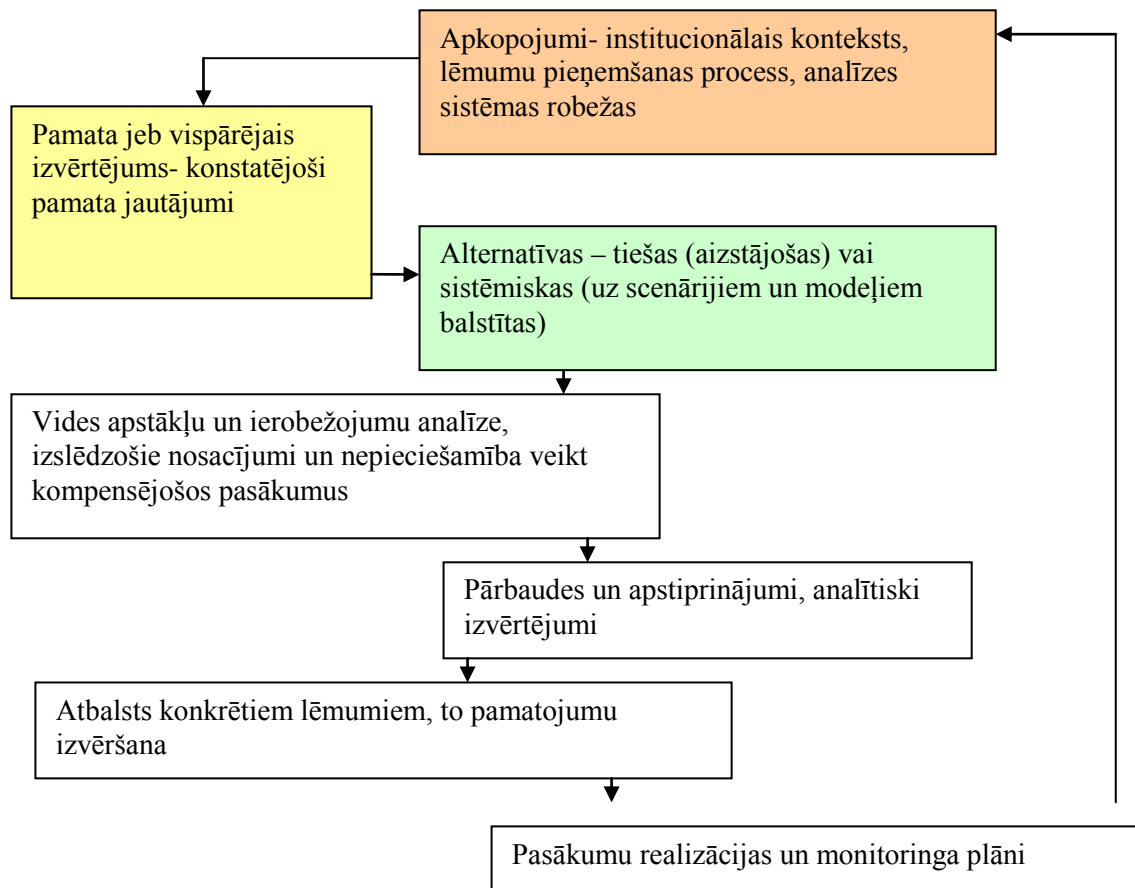 Apkopojumi- institucionālais konteksts,
lēmumu pieņemšanas process, analīzes
sistēmas robežas
Pamata jeb vispārējais
izvērtējums- konstatējoši
pamata jautājumi
Alternatīvas – tiešas (aizstājošas) vai
sistēmiskas (uz scenārijiem un modeļiem
balstītas)
Vides apstākļu un ierobežojumu analīze,
izslēdzošie nosacījumi un nepieciešamība veikt
kompensējošos pasākumus
Pārbaudes un apstiprinājumi, analītiski
izvērtējumi
Atbalsts konkrētiem lēmumiem, to pamatojumu
izvēršana
Pasākumu realizācijas un monitoringa plāni